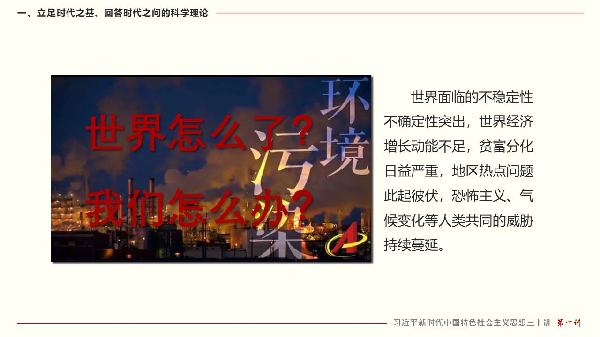 一、立足时代之基、回答时代之问的科学理论
环境
污染
世界怎么了？
我们怎么办？
世界面临的不稳定性
不确定性突出，世界经济
增长动能不足，贫富分化
日益严重，地区热点问题
此起彼伏，恐怖主义、气
候变化等人类共同的威胁
持续蔓延。
习近平新时代中国特色社会主义思想三十讲 第一讲